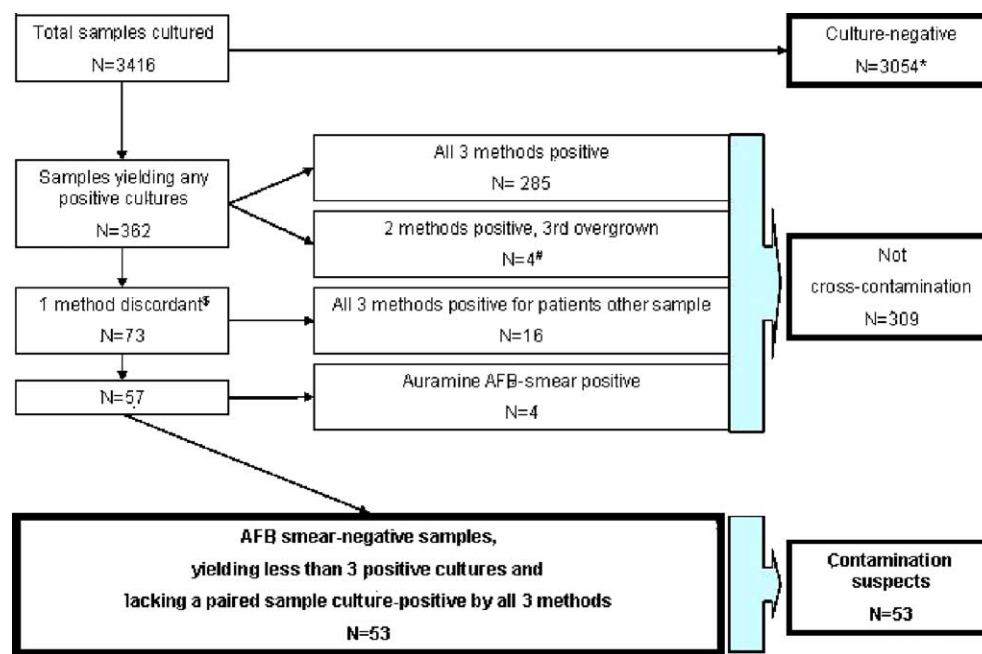 Total samples cultured
N=3416
Culture-negative
N=3054*
Samples yielding any
positive cultures
N=362
All 3 methods positive
N= 285
2 methods positive, 3rd overgrown
N=4#
1 method discordant$
N=73
All 3 methods positive for patients other sample
N=16
N=57
Auramine AFB-smear positive
N=4
Not
cross-contamination
N=309
AFB smear-negative samples,
yielding less than 3 positive cultures and
lacking a paired sample culture-positive by all 3 methods
N=53
Contamination
suspects
N=53